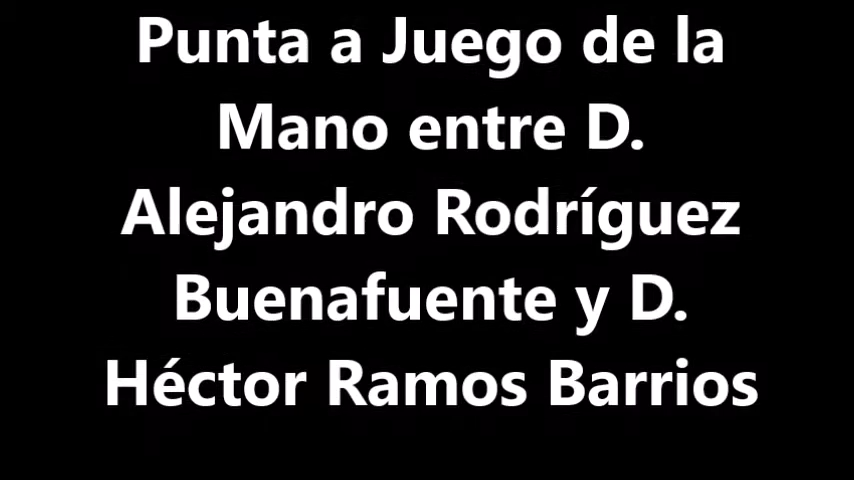 Punta a Juego de la
Mano entre D.
Alejandro Rodríguez
Buenafuente y D.
Héctor Ramos Barrios